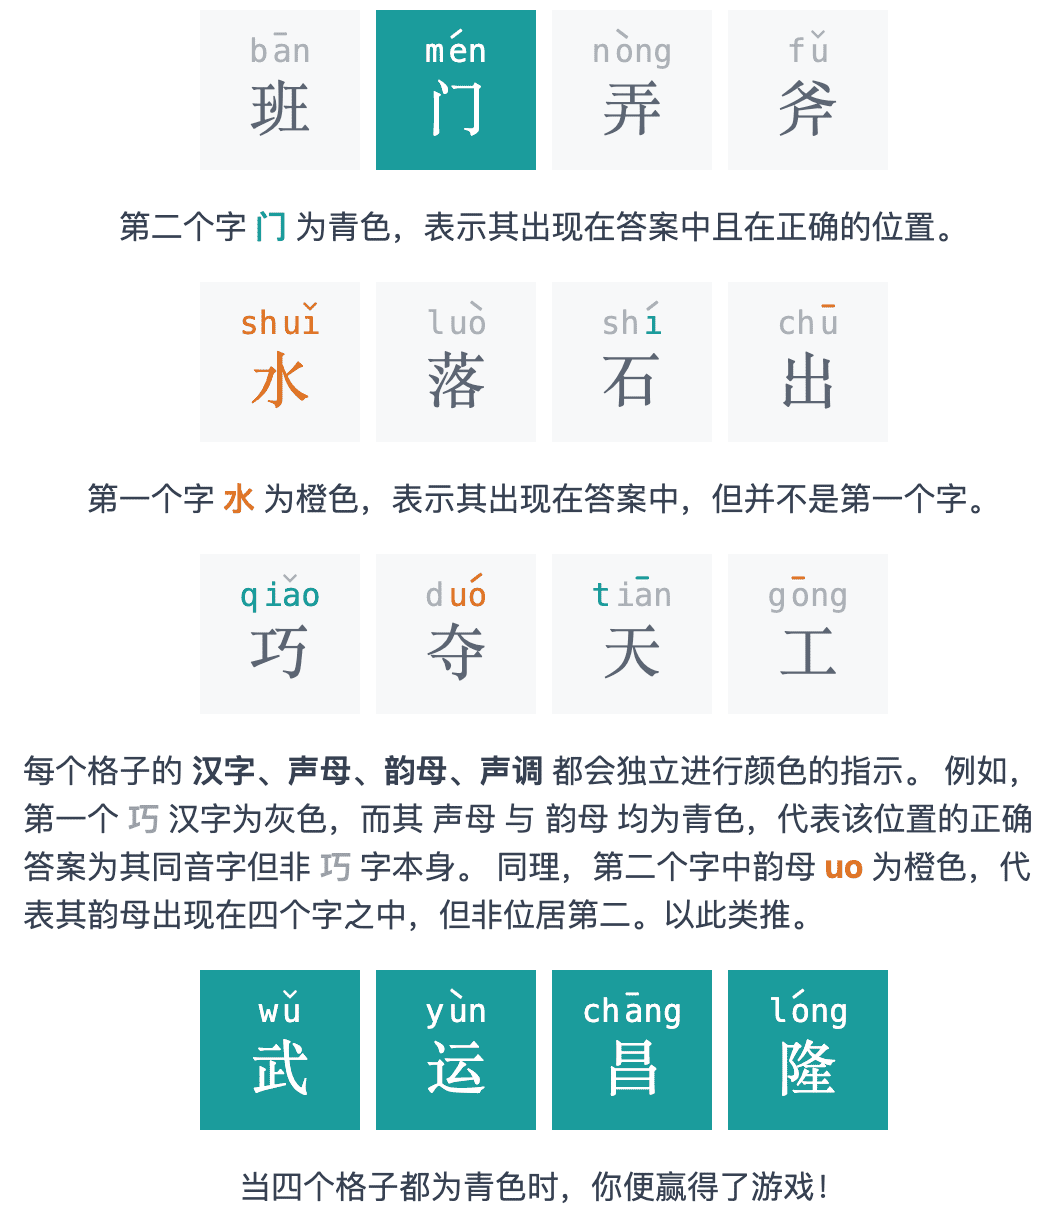 bān mén nòng fǔ
班 门 弄 斧
第二个字 门 为青色，表示其出现在答案中且在正确的位置。
shuǐ luò shí chū
水 落 石 出
第一个字 水 为橙色，表示其出现在答案中，但并不是第一个字。
qiǎo duó tiān gōng
巧 夺 天 工
每个格子的 汉字、声母、韵母、声调 都会独立进行颜色的指示。 例如，
第一个 巧 汉字为灰色，而其 声母 与 韵母 均为青色，代表该位置的正确
答案为其同音字但非 巧 字本身。 同理，第二个字中韵母 uo 为橙色，代
表其韵母出现在四个字之中，但非位居第二。以此类推。
wǔ yùn chāng lóng
武 运 昌 隆
当四个格子都为青色时，你便赢得了游戏！